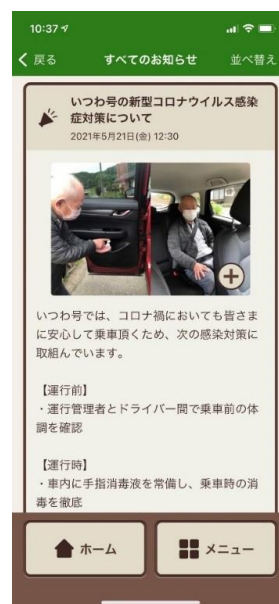 10:37
戻る すべてのお知らせ 並べ替え
いつわ号の新型コロナウイルス感染
症対策について
2021年5月21日(金) 12:30
いつわ号では、コロナ禍においても皆さま
に安心して乗車頂くため、次の感染対策に
取組んでいます。
【運行前】
・運行管理者とドライバー間で乗車前の体
調を確認
【運行時】
・車内に手指消毒液を常備し、乗車時の消
毒を徹底
ホーム メニュー